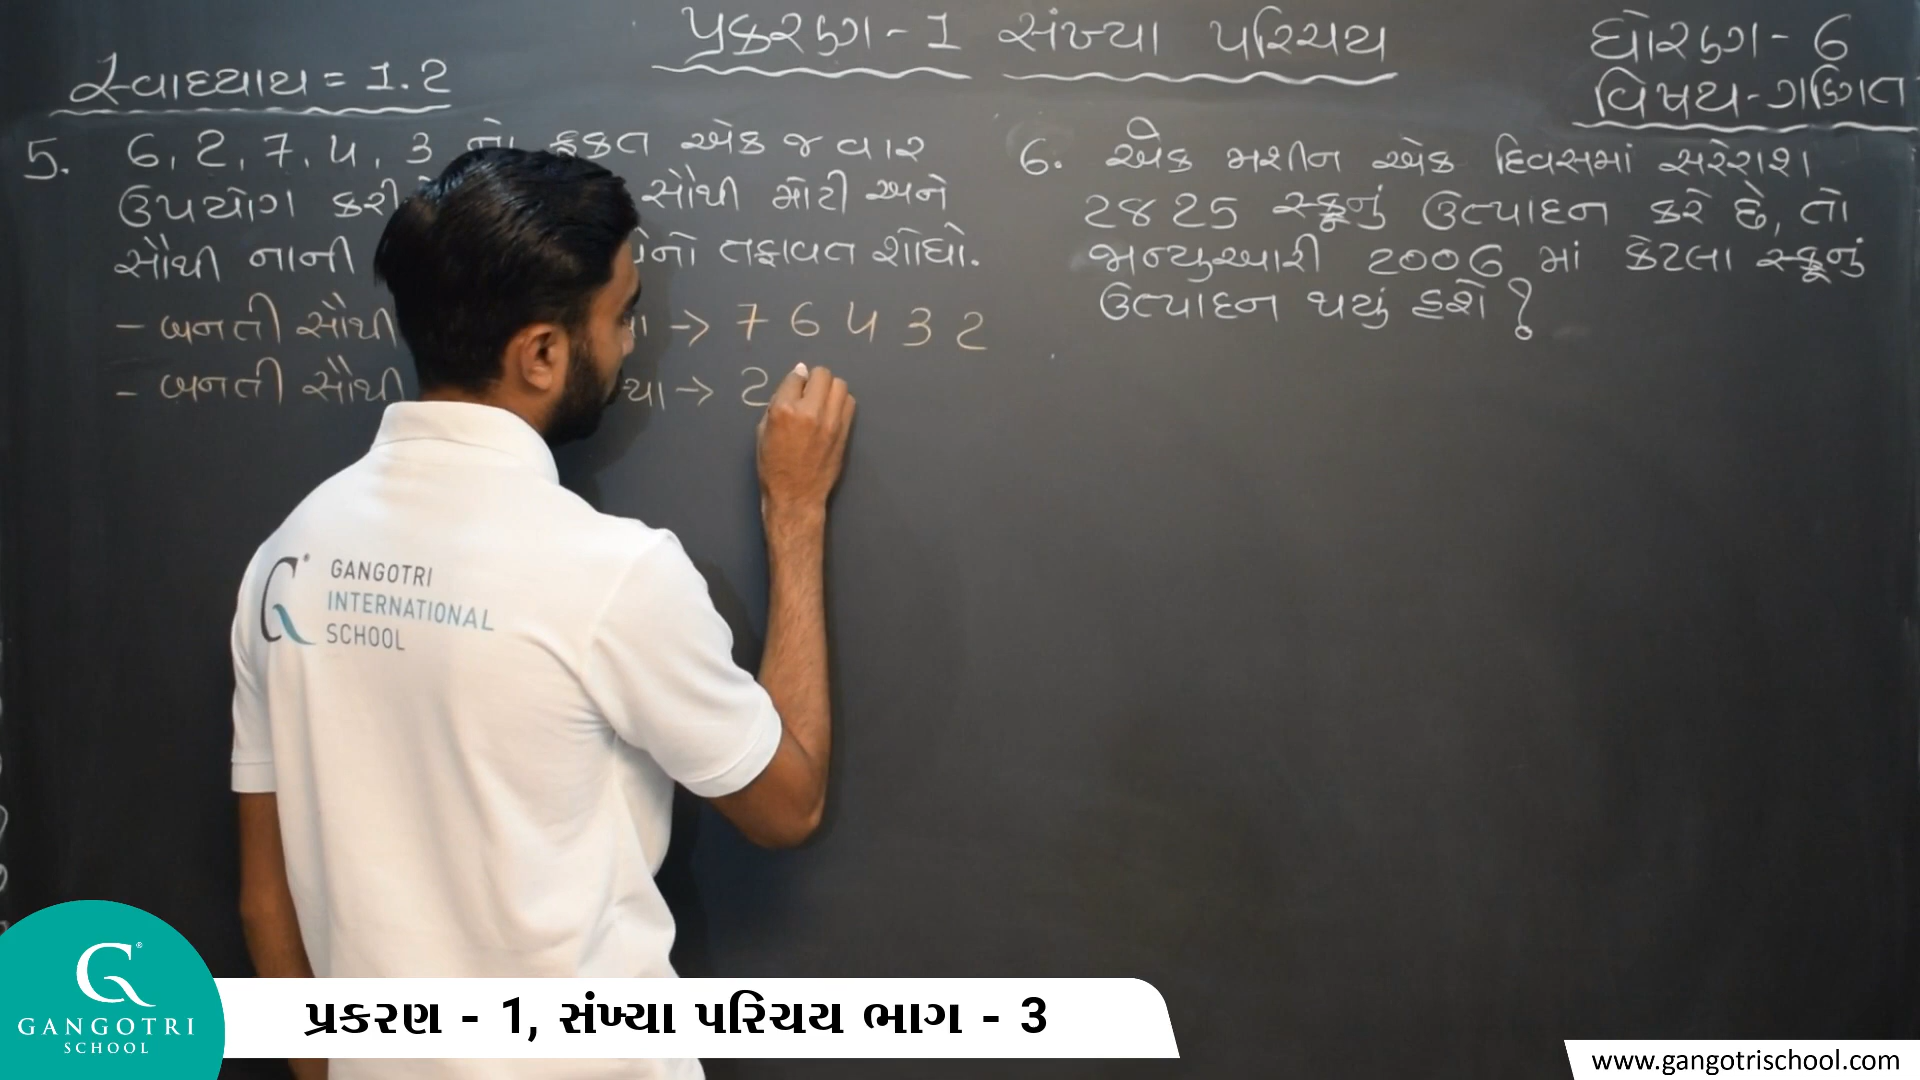 પ્રકરણ - 1 સંખ્યા પરિચય
ધોરણ - 6
વિષય - ગણિત
સ્વાધ્યાય = 1.2
5. 6, 2, 7, 4, 3 નો ફકત એક જ વાર
ઉપયોગ કરી સૌથી મોટી અને
સૌથી નાની તફાવત શોધો.
- બનતી સૌથી -> 7 6 4 3 2
- બનતી સૌથી -> 2
6. એક મશીન એક દિવસમાં સરેરાશ
2825 સ્ક્રૂનું ઉત્પાદન કરે છે, તો
જાન્યુઆરી 2006 માં કેટલા સ્ક્રૂનું
ઉત્પાદન થયું હશે?
GANGOTRI
INTERNATIONAL
SCHOOL
GANGOTRI
SCHOOL
પ્રકરણ - 1, સંખ્યા પરિચય ભાગ - 3
www.gangotrischool.com